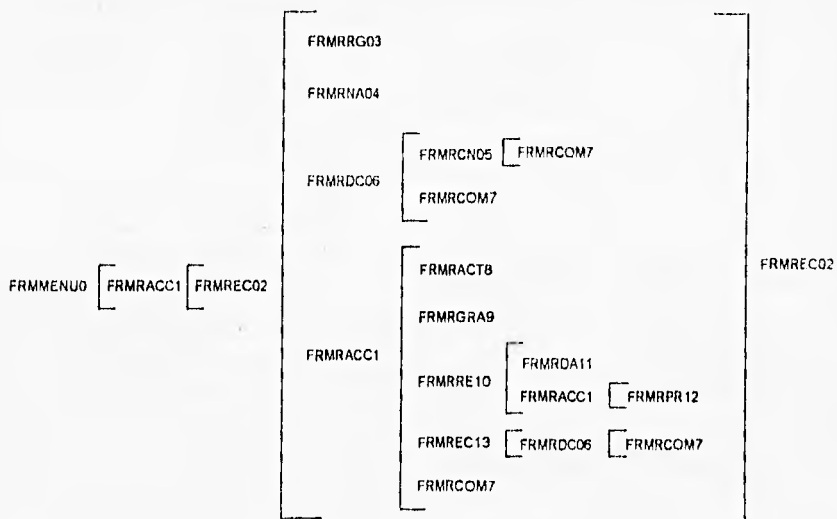 FRMRRG03
FRMRNA04
FRMRCN05 FRMRCOM7
FRMRDC06
FRMRCOM7
FRMREC02
FRMRACT8
FRMMENU0 FRMRACC1 FRMREC02
FRMRGRA9
FRMRACC1
FRMRDA11
FRMRRE10
FRMRACC1 FRMRPR12
FRMREC13 FRMRDC06 FRMRCOM7
FRMRCOM7